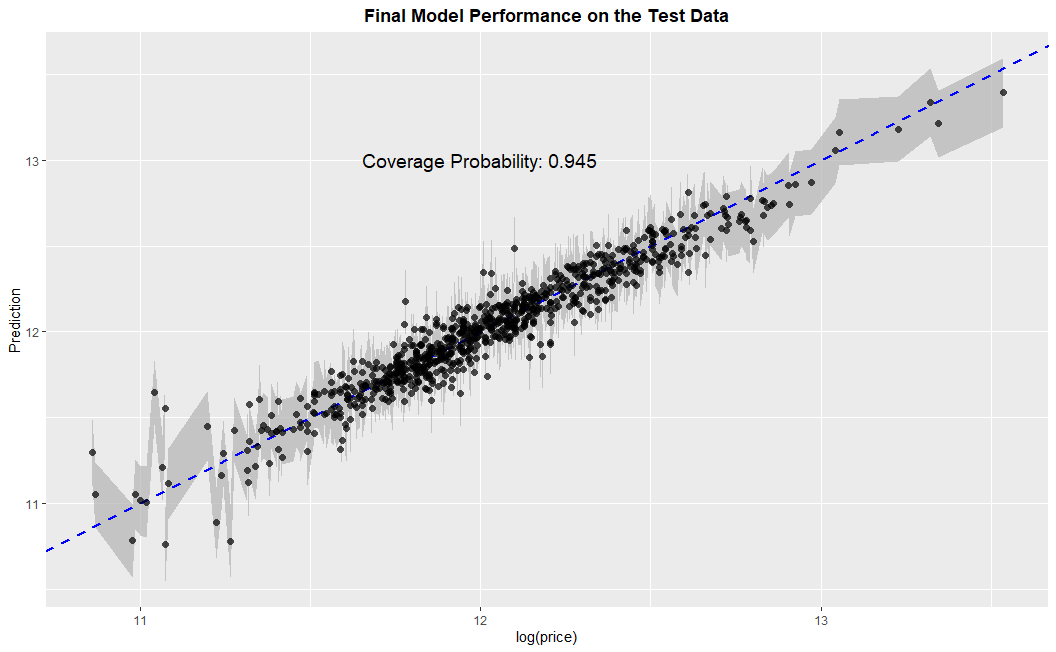 Final Model Performance on the Test Data
Coverage Probability: 0.945
Prediction
13
12
11
11
12
13
log(price)